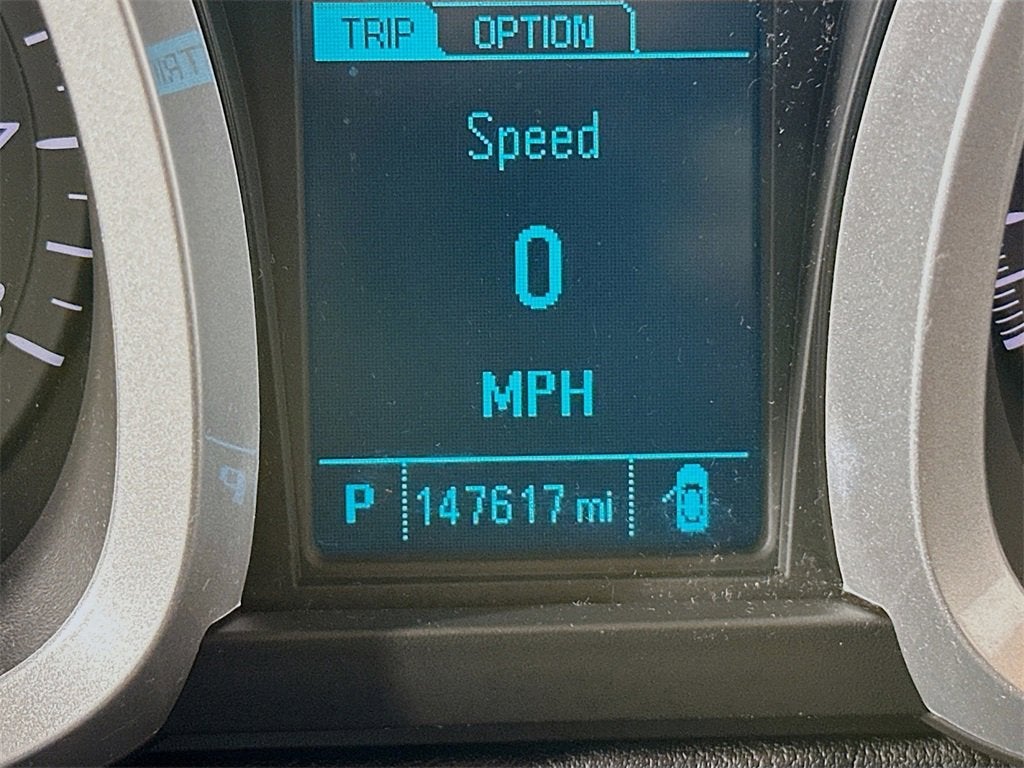 TRIP OPTION
Speed
0
MPH
P 147617 mi